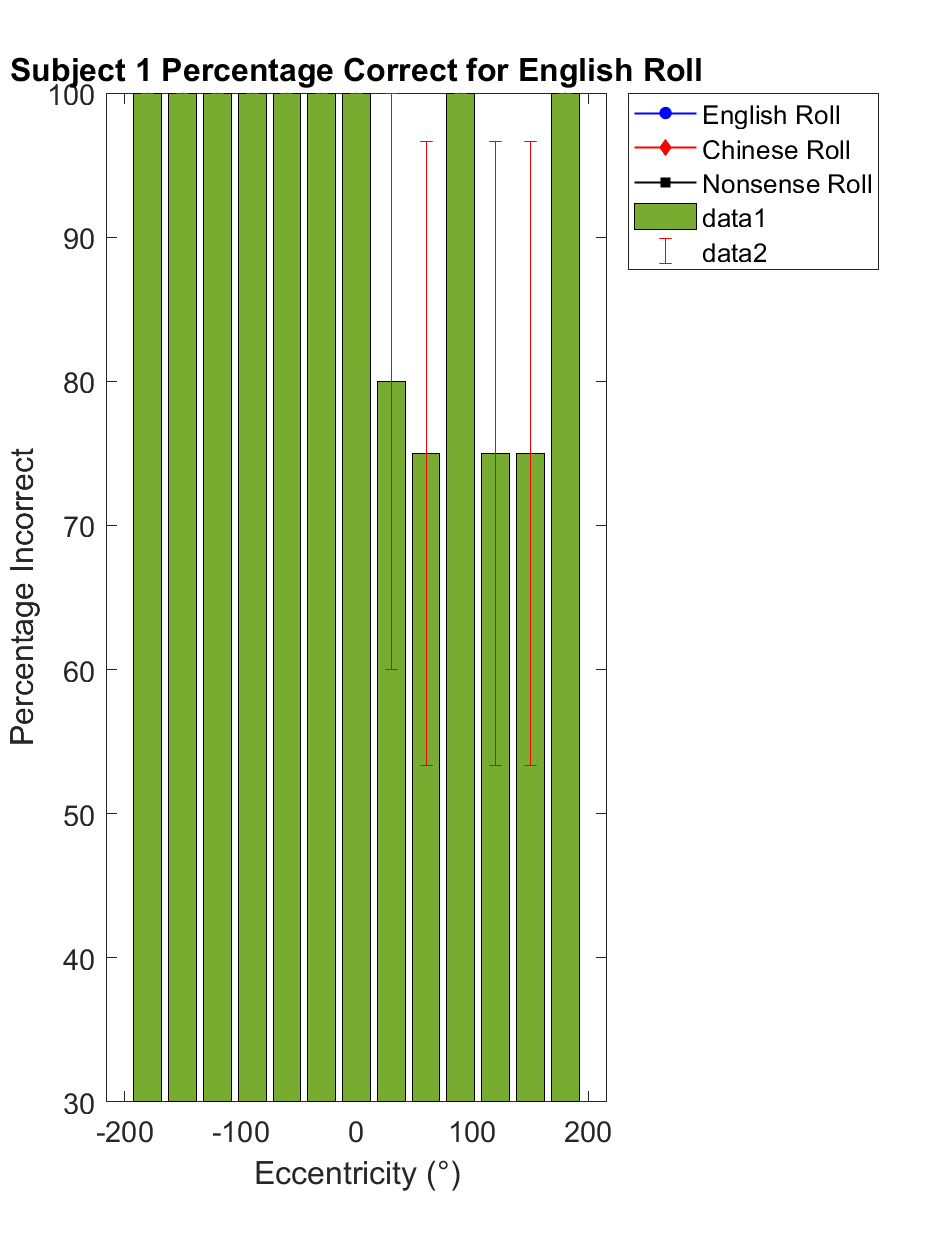 Subject 1 Percentage Correct for English Roll
100
90
80
70
60
50
40
30
Percentage Incorrect
-200
-100
0
100
200
Eccentricity (°)
English Roll
Chinese Roll
Nonsense Roll
data1
data2